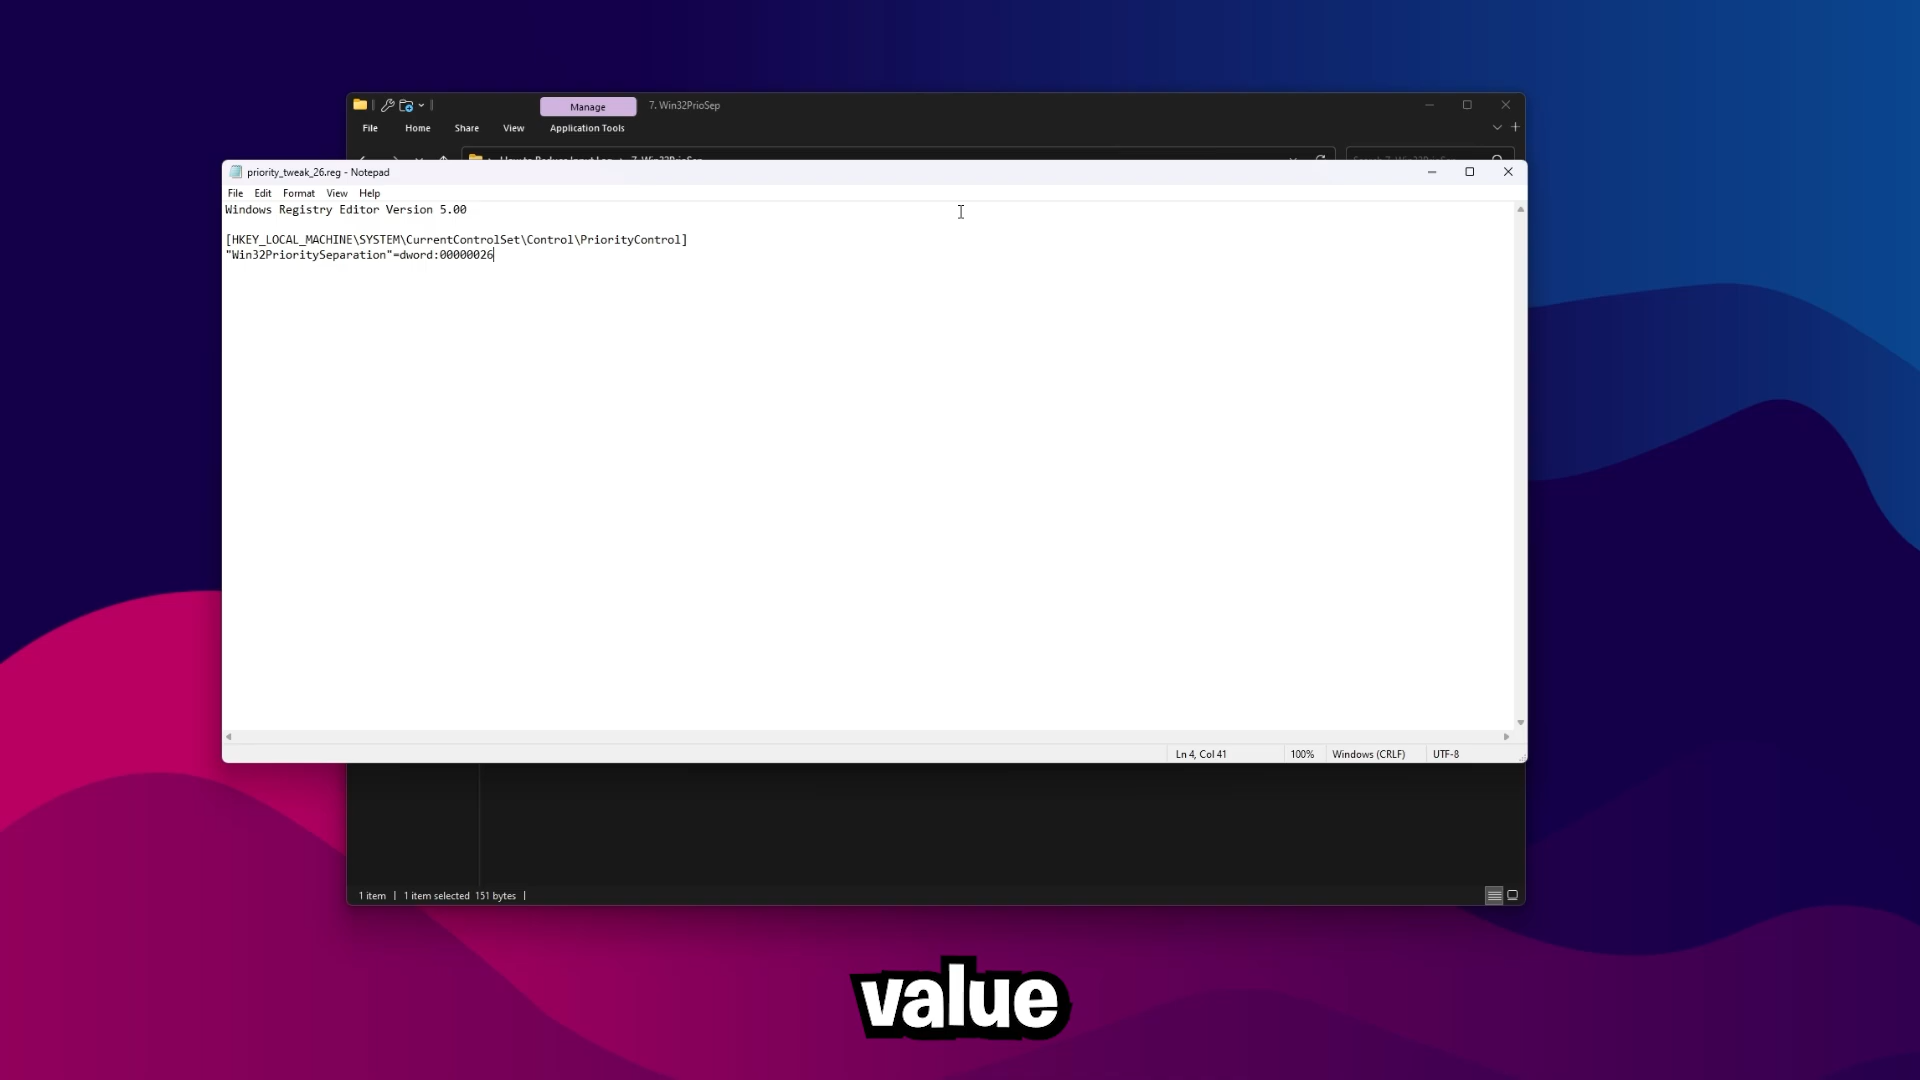 Manage
7. Win32PrioSep
File
Home
Share
View
Application Tools
priority_tweak_26.reg - Notepad
File Edit Format View Help
Windows Registry Editor Version 5.00
[HKEY_LOCAL_MACHINE\SYSTEM\CurrentControlSet\Control\PriorityControl]
"Win32PrioritySeparation"=dword:00000026
Ln 4, Col 41
100%
Windows (CRLF)
UTF-8
1 item
1 item selected 151 bytes
value